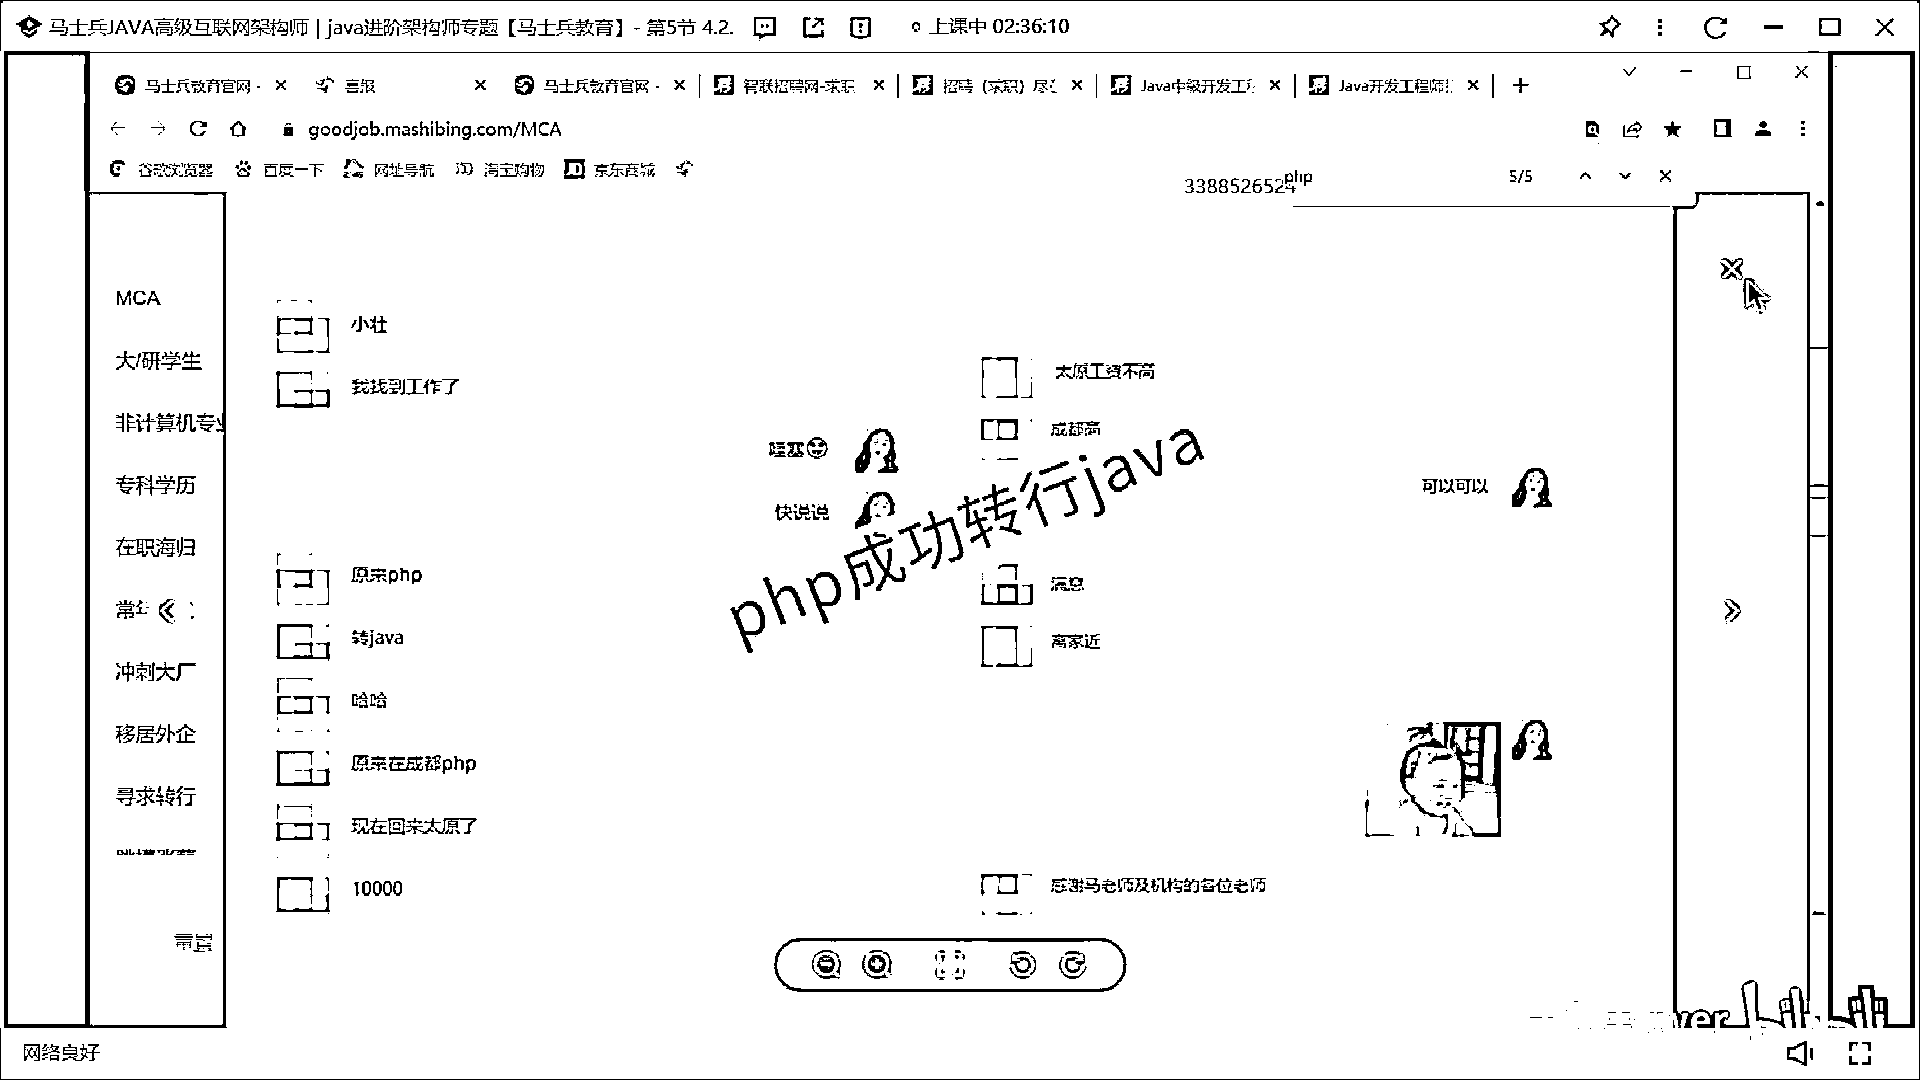 马士兵JAVA高级互联网架构师 | java进阶架构师专题【马士兵教育】- 第5节 4.2.
上课中 02:36:10
马士兵教育官网 -
喜报
马士兵教育官网 -
智联招聘网-求职
招聘（求职）尽在
Java中级开发工程
Java开发工程师招
goodjob.mashibing.com/MCA
谷歌浏览器
百度一下
网址导航
淘宝购物
JD 京东商城
3388526524
php
5/5
MCA
大/研学生
非计算机专业
专科学历
在职海归
常年
冲刺大厂
移居外企
寻求转行
小壮
我找到工作了
哇塞
快说说
原来php
转java
哈哈
原来在成都php
现在回来太原了
10000
太原工资不高
成都高
可以可以
满意
离家近
感谢马老师及机构的各位老师
php成功转行java
网络良好